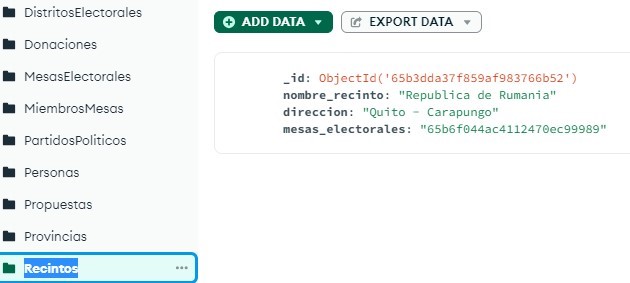 DistritosElectorales
Donaciones
MesasElectorales
MiembrosMesas
PartidosPoliticos
Personas
Propuestas
Provincias
Recintos
ADD DATA
EXPORT DATA
_id: ObjectId('65b3dda37f859af983766b52')
nombre_recinto: "Republica de Rumania"
direccion: "Quito - Carapungo"
mesas_electorales: "65b6f044ac4112470ec99989"